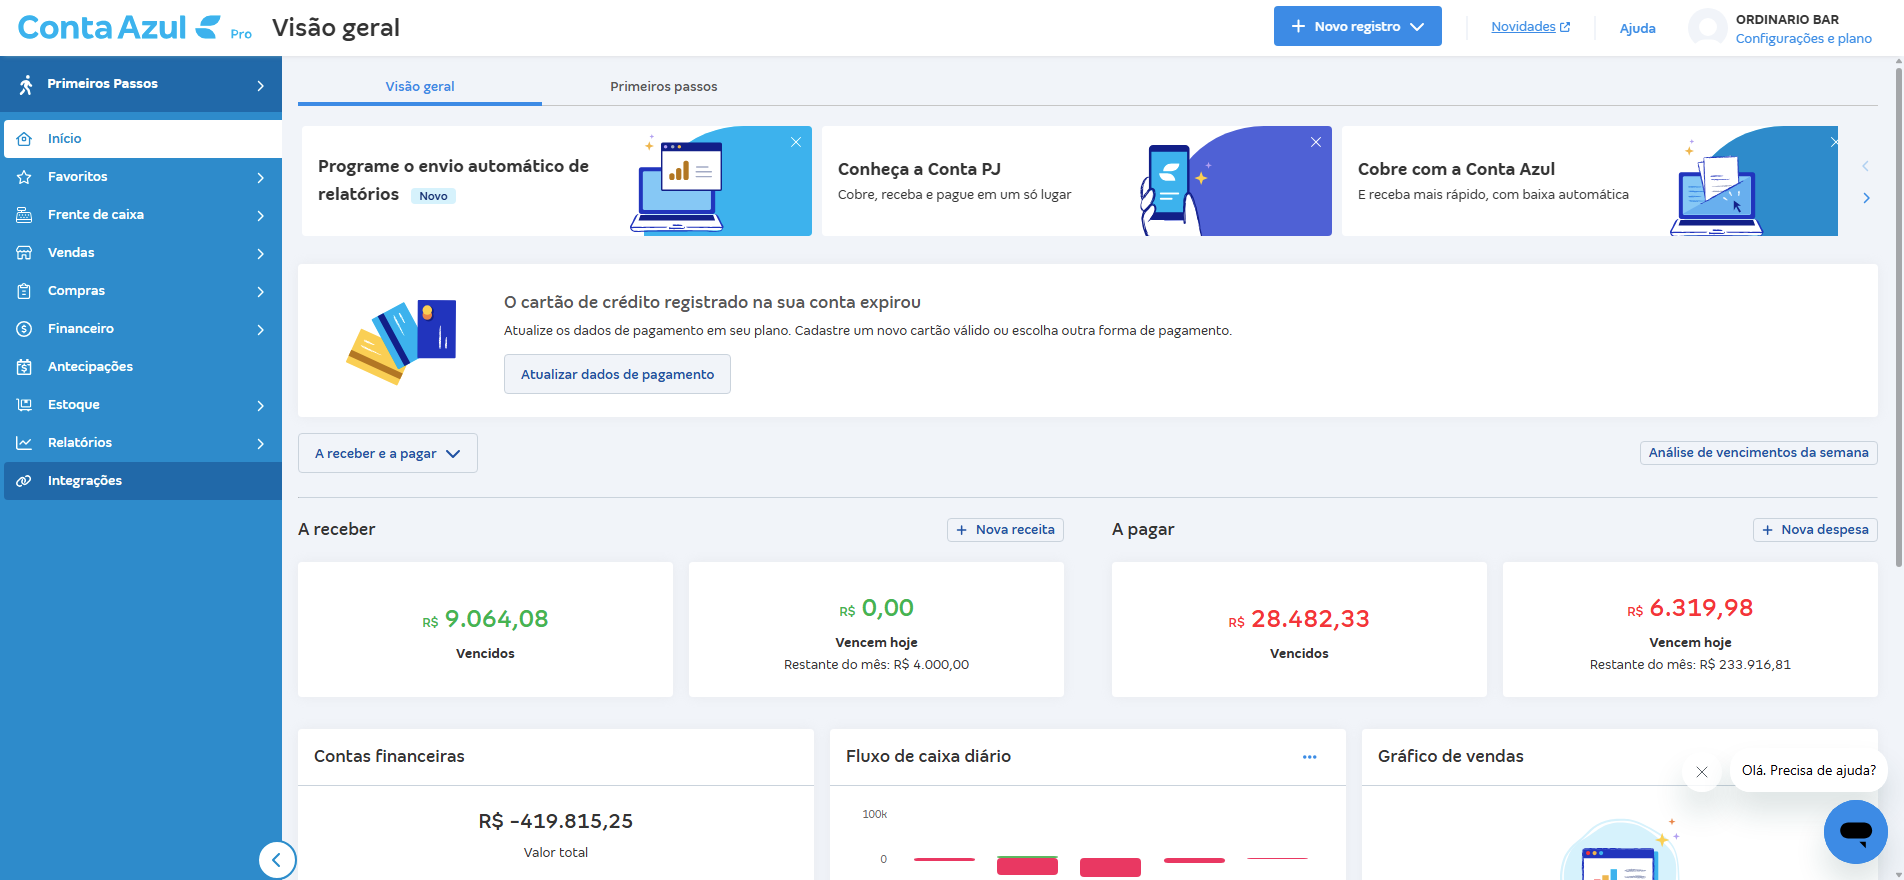 Conta Azul Pro
Visão geral
Novo registro
Novidades
Ajuda
ORDINARIO BAR
Configurações e plano
Primeiros Passos
Início
Favoritos
Frente de caixa
Vendas
Compras
Financeiro
Antecipações
Estoque
Relatórios
Integrações
Visão geral
Primeiros passos
Programe o envio automático de
relatórios Novo
Conheça a Conta PJ
Cobre, receba e pague em um só lugar
Cobre com a Conta Azul
E receba mais rápido, com baixa automática
O cartão de crédito registrado na sua conta expirou
Atualize os dados de pagamento em seu plano. Cadastre um novo cartão válido ou escolha outra forma de pagamento.
Atualizar dados de pagamento
A receber e a pagar
Análise de vencimentos da semana
A receber
+ Nova receita
A pagar
+ Nova despesa
R$ 9.064,08
Vencidos
R$ 0,00
Vencem hoje
Restante do mês: R$ 4.000,00
R$ 28.482,33
Vencidos
R$ 6.319,98
Vencem hoje
Restante do mês: R$ 233.916,81
Contas financeiras
R$ -419.815,25
Valor total
Fluxo de caixa diário
100k
0
Gráfico de vendas
Olá. Precisa de ajuda?